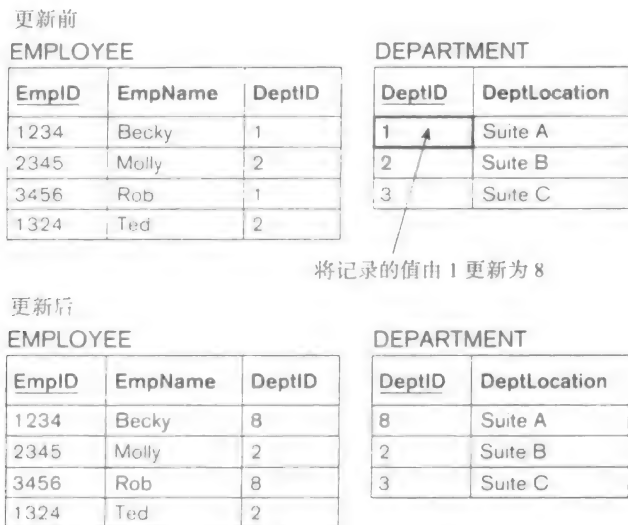 更新前
EMPLOYEE
EmpID EmpName DeptID
1234 Becky 1
2345 Molly 2
3456 Rob 1
1324 Ted 2
DEPARTMENT
DeptID DeptLocation
1 Suite A
2 Suite B
3 Suite C
将记录的值由 1 更新为 8
更新后
EMPLOYEE
EmpID EmpName DeptID
1234 Becky 8
2345 Molly 2
3456 Rob 8
1324 Ted 2
DEPARTMENT
DeptID DeptLocation
8 Suite A
2 Suite B
3 Suite C